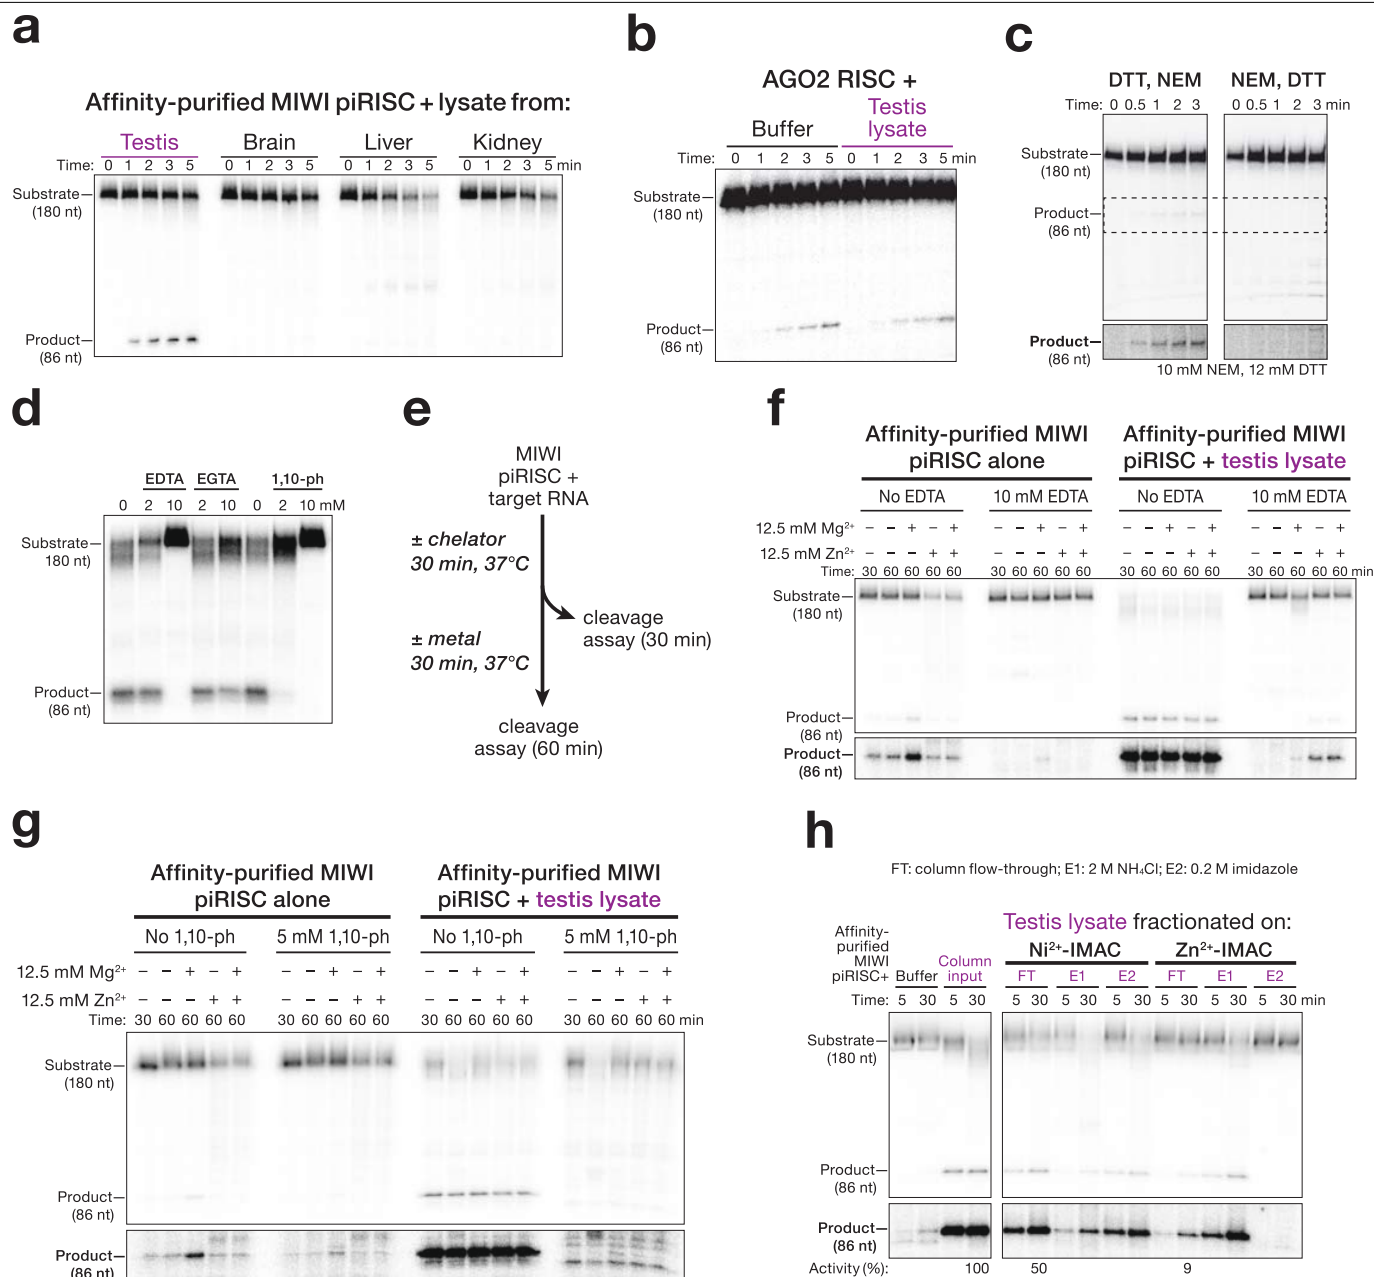 a
Affinity-purified MIWI piRISC + lysate from:
Testis Brain Liver Kidney
Time: 0 1 2 3 5 0 1 2 3 5 0 1 2 3 5 0 1 2 3 5 min
Substrate
(180 nt)
Product
(86 nt)
b
AGO2 RISC +
Buffer Testis lysate
Time: 0 1 2 3 5 0 1 2 3 5 min
Substrate
(180 nt)
Product
(86 nt)
c
DTT, NEM NEM, DTT
Time: 0 0.5 1 2 3 0 0.5 1 2 3 min
Substrate
(180 nt)
Product
(86 nt)
Product
(86 nt)
10 mM NEM, 12 mM DTT
d
EDTA EGTA 1,10-ph
0 2 10 2 10 0 2 10 mM
Substrate
180 nt)
Product
(86 nt)
e
MIWI
piRISC +
target RNA
± chelator
30 min, 37°C
cleavage
assay (30 min)
± metal
30 min, 37°C
cleavage
assay (60 min)
f
Affinity-purified MIWI
piRISC alone
Affinity-purified MIWI
piRISC + testis lysate
No EDTA 10 mM EDTA No EDTA 10 mM EDTA
12.5 mM Mg²⁺ – – + – + – – + – + – – + – + – – + – +
12.5 mM Zn²⁺ – – – + + – – – + + – – – + + – – – + +
Time: 30 60 60 60 60 30 60 60 60 60 30 60 60 60 60 30 60 60 60 60 min
Substrate
(180 nt)
Product
(86 nt)
Product
(86 nt)
g
Affinity-purified MIWI
piRISC alone
Affinity-purified MIWI
piRISC + testis lysate
No 1,10-ph 5 mM 1,10-ph No 1,10-ph 5 mM 1,10-ph
12.5 mM Mg²⁺ – – + – + – – + – + – – + – + – – + – +
12.5 mM Zn²⁺ – – – + + – – – + + – – – + + – – – + +
Time: 30 60 60 60 60 30 60 60 60 60 30 60 60 60 60 30 60 60 60 60 min
Substrate
(180 nt)
Product
(86 nt)
Product
(86 nt)
h
FT: column flow-through; E1: 2 M NH₄Cl; E2: 0.2 M imidazole
Testis lysate fractionated on:
Affinity-
purified
MIWI
piRISC+
Buffer
Column
input
Ni²⁺-IMAC Zn²⁺-IMAC
FT E1 E2 FT E1 E2
Time: 5 30 5 30 5 30 5 30 5 30 5 30 5 30 5 30 min
Substrate
(180 nt)
Product
(86 nt)
Product
(86 nt)
Activity (%): 100 50 9